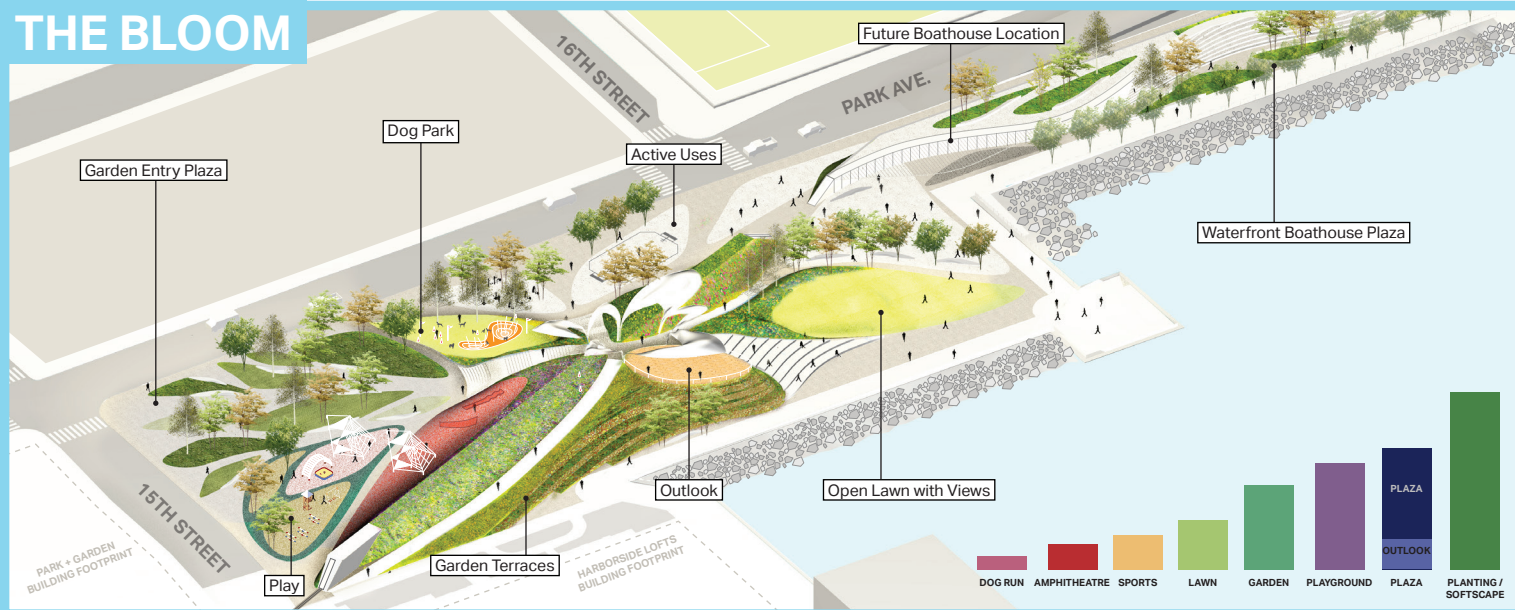 THE BLOOM
16TH STREET
PARK AVE.
Future Boathouse Location
Dog Park
Active Uses
Garden Entry Plaza
Waterfront Boathouse Plaza
15TH STREET
Outlook
Open Lawn with Views
Garden Terraces
Play
PARK + GARDEN
BUILDING FOOTPRINT
HARBORSIDE LOFTS
BUILDING FOOTPRINT
PLAZA
OUTLOOK
DOG RUN
AMPHITHEATRE
SPORTS
LAWN
GARDEN
PLAYGROUND
PLAZA
PLANTING /
SOFTSCAPE